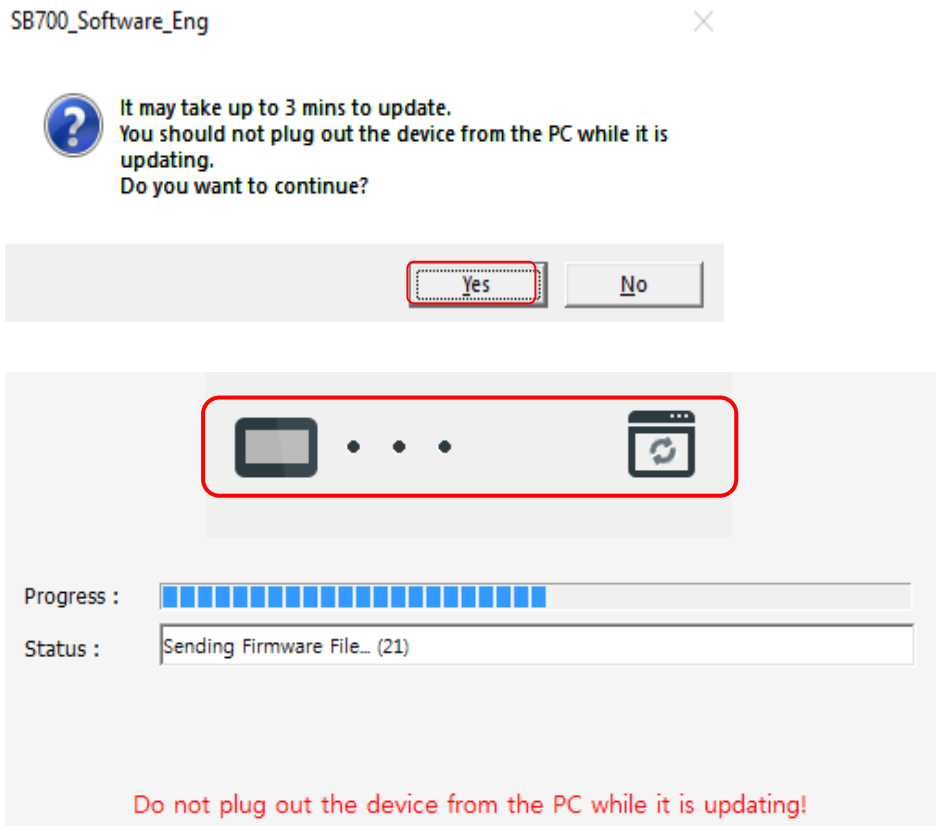 SB700_Software_Eng
It may take up to 3 mins to update.
You should not plug out the device from the PC while it is
updating.
Do you want to continue?
Yes
No
Progress :
Status :
Sending Firmware File... (21)
Do not plug out the device from the PC while it is updating!